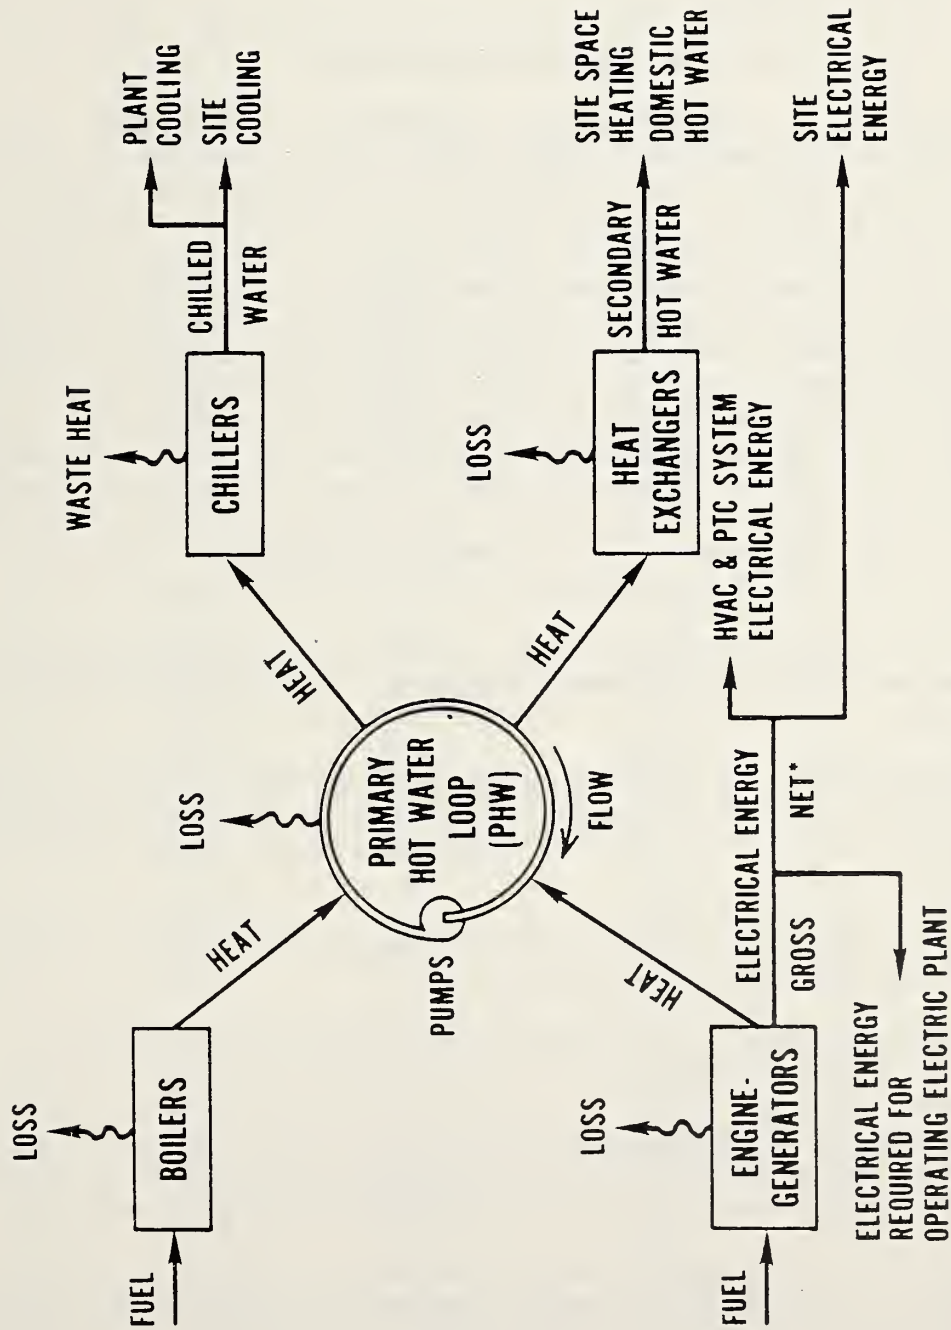 FUEL
BOILERS
LOSS
HEAT
PUMPS
PRIMARY
HOT WATER
LOOP
(PHW)
LOSS
FLOW
HEAT
CHILLERS
WASTE HEAT
CHILLED
WATER
PLANT
COOLING
SITE
COOLING
HEAT
HEAT
EXCHANGERS
LOSS
SECONDARY
HOT WATER
SITE SPACE
HEATING
DOMESTIC
HOT WATER
FUEL
ENGINE-
GENERATORS
LOSS
HEAT
ELECTRICAL ENERGY
GROSS
NET*
HVAC & PTC SYSTEM
ELECTRICAL ENERGY
SITE
ELECTRICAL
ENERGY
ELECTRICAL ENERGY
REQUIRED FOR
OPERATING ELECTRIC PLANT